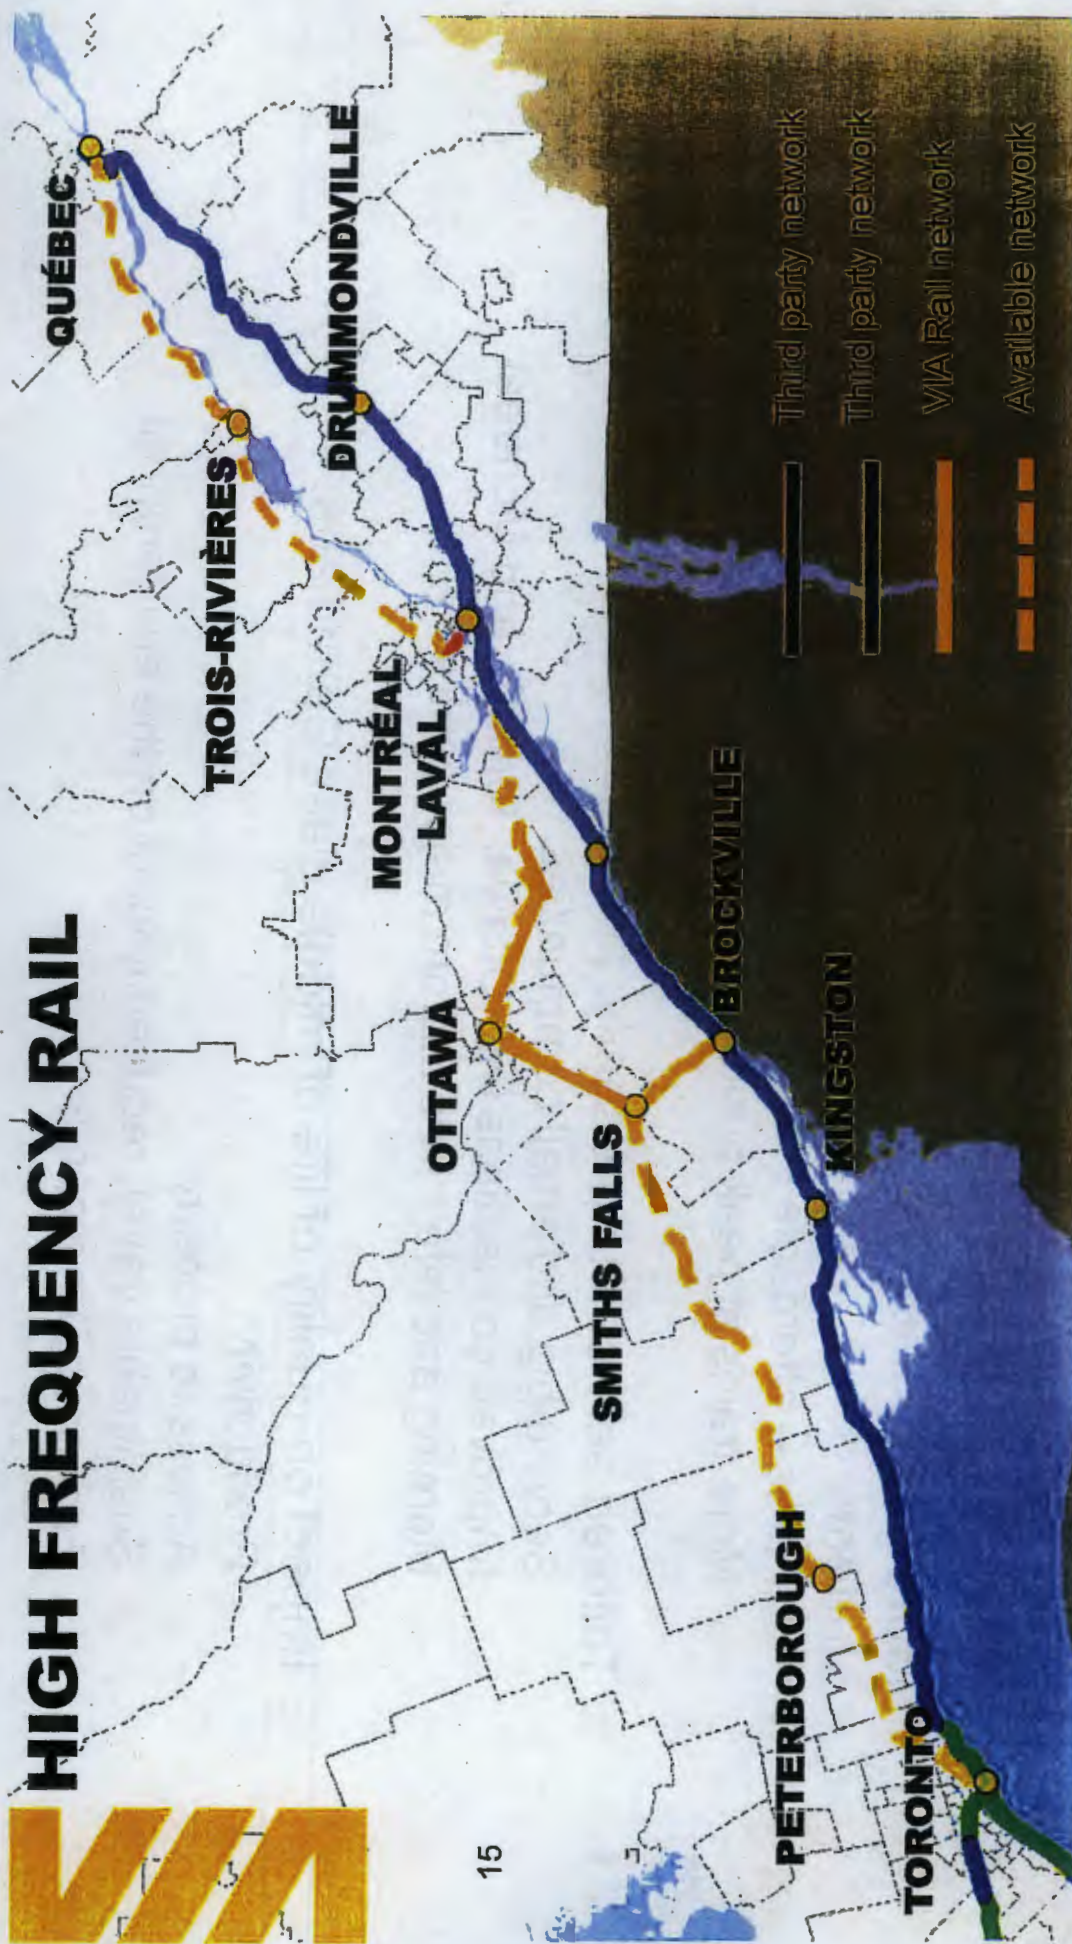 VIA
HIGH FREQUENCY RAIL
QUÉBEC
TROIS-RIVIÈRES
DRUMMONDVILLE
MONTRÉAL
LAVAL
OTTAWA
SMITHS FALLS
BROCKVILLE
KINGSTON
PETERBOROUGH
TORONTO
Third party network
Third party network
VIA Rail network
Available network
15